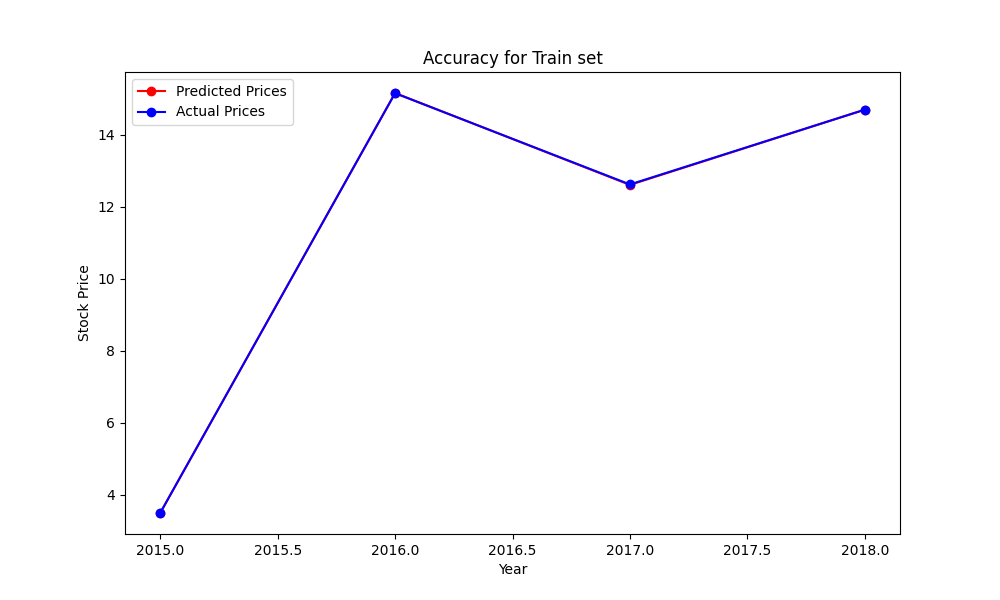 Accuracy for Train set
Predicted Prices
Actual Prices
14
12
10
8
6
4
Stock Price
2015.0 2015.5 2016.0 2016.5 2017.0 2017.5 2018.0
Year